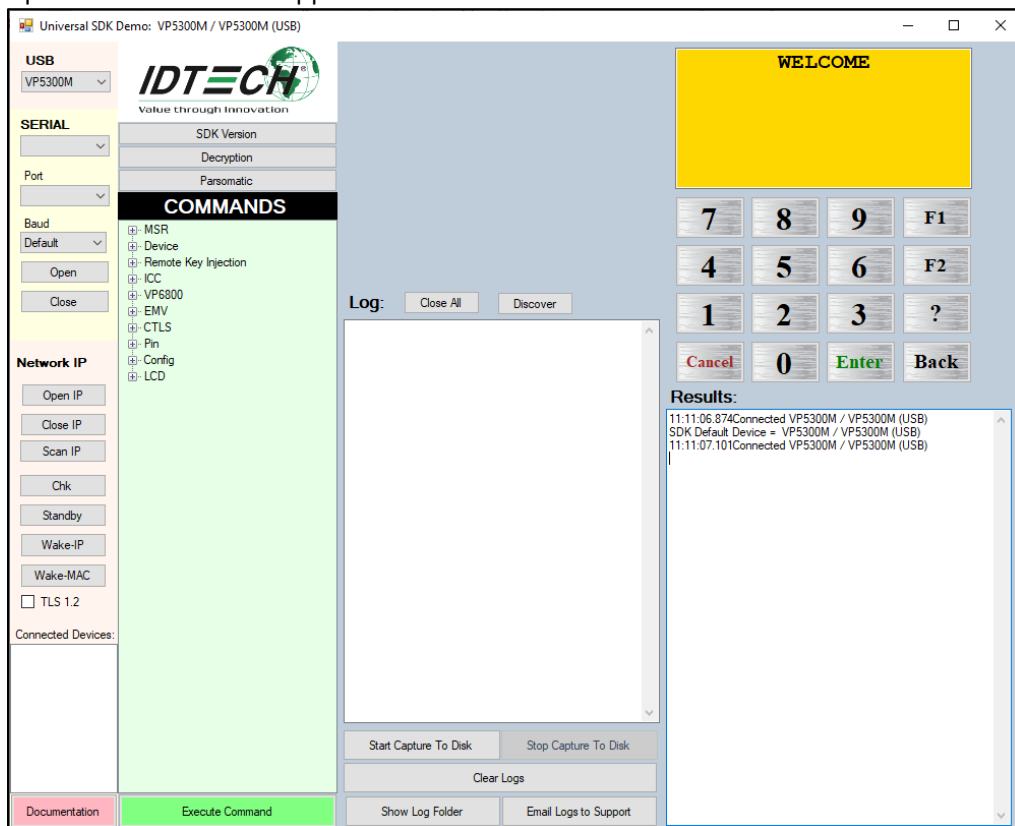 Universal SDK Demo: VP5300M / VP5300M (USB)
USB
VP5300M
SERIAL
Port
Baud
Default
Open
Close
Network IP
Open IP
Close IP
Scan IP
Chk
Standby
Wake-IP
Wake-MAC
TLS 1.2
Connected Devices:
Documentation
IDTECH®
Value through Innovation
SDK Version
Decryption
Parsomatic
COMMANDS
MSR
Device
Remote Key Injection
ICC
VP6800
EMV
CTLS
Pin
Config
LCD
Execute Command
Log:
Close All
Discover
Start Capture To Disk
Stop Capture To Disk
Clear Logs
Show Log Folder
Email Logs to Support
WELCOME
7 8 9 F1
4 5 6 F2
1 2 3 ?
Cancel 0 Enter Back
Results:
11:11:06.874Connected VP5300M / VP5300M (USB)
SDK Default Device = VP5300M / VP5300M (USB)
11:11:07.101Connected VP5300M / VP5300M (USB)